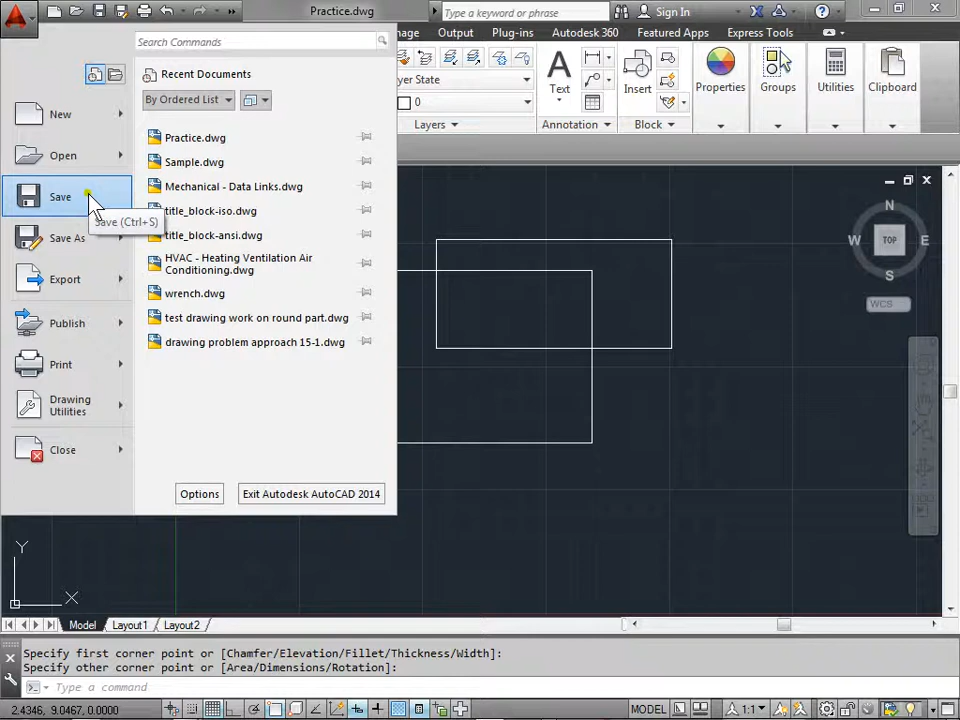 Practice.dwg
Type a keyword or phrase
Sign In
nage
Output
Plug-ins
Autodesk 360
Featured Apps
Express Tools
Search Commands
Recent Documents
By Ordered List
New
Open
Save
Save (Ctrl+S)
Save As
Export
Publish
Print
Drawing
Utilities
Close
Practice.dwg
Sample.dwg
Mechanical - Data Links.dwg
title_block-iso.dwg
title_block-ansi.dwg
HVAC - Heating Ventilation Air
Conditioning.dwg
wrench.dwg
test drawing work on round part.dwg
drawing problem approach 15-1.dwg
Options
Exit Autodesk AutoCAD 2014
yer State
0
Layers
Text
Annotation
Insert
Block
Properties
Groups
Utilities
Clipboard
N
W
TOP
E
S
WCS
Y
X
Model
Layout1
Layout2
Specify first corner point or [Chamfer/Elevation/Fillet/Thickness/Width]:
Specify other corner point or [Area/Dimensions/Rotation]:
Type a command
2.4346, 9.0467, 0.0000
MODEL
1:1